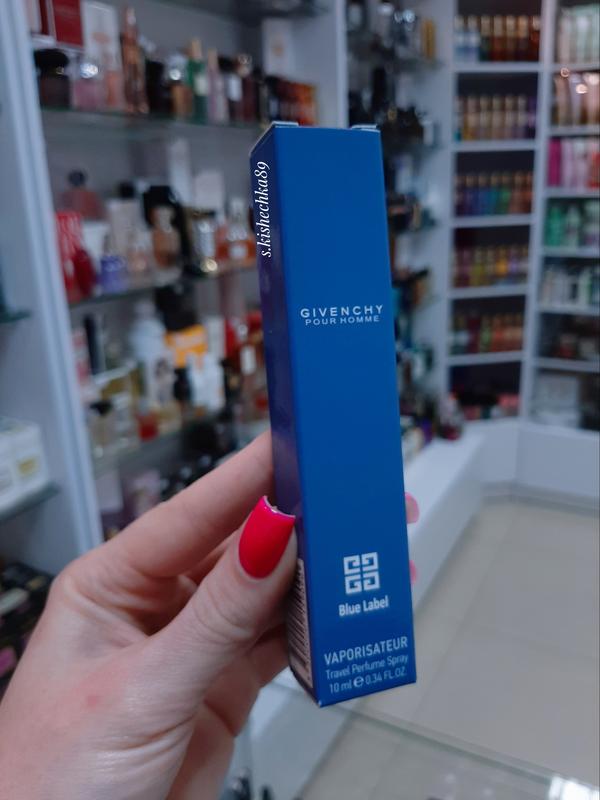 s.kishechka89
GIVENCHY
POUR HOMME
Blue Label
VAPORISATEUR
Travel Perfume Spray
10 ml ℮ 0.34 FL.OZ.